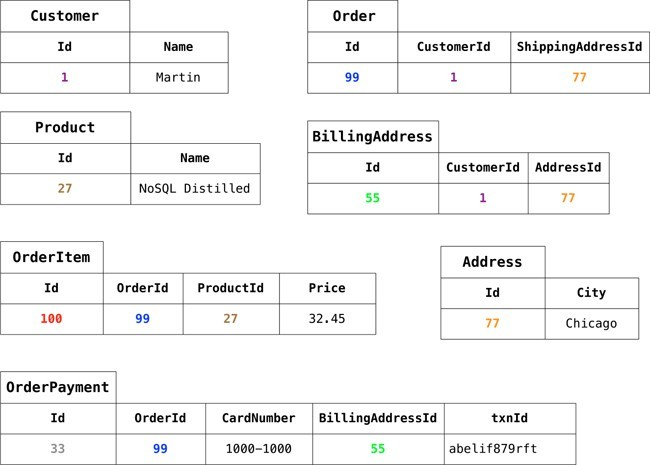 Customer
Id Name
1 Martin
Order
Id CustomerId ShippingAddressId
99 1 77
Product
Id Name
27 NoSQL Distilled
BillingAddress
Id CustomerId AddressId
55 1 77
OrderItem
Id OrderId ProductId Price
100 99 27 32.45
Address
Id City
77 Chicago
OrderPayment
Id OrderId CardNumber BillingAddressId txnId
33 99 1000-1000 55 abelif879rft